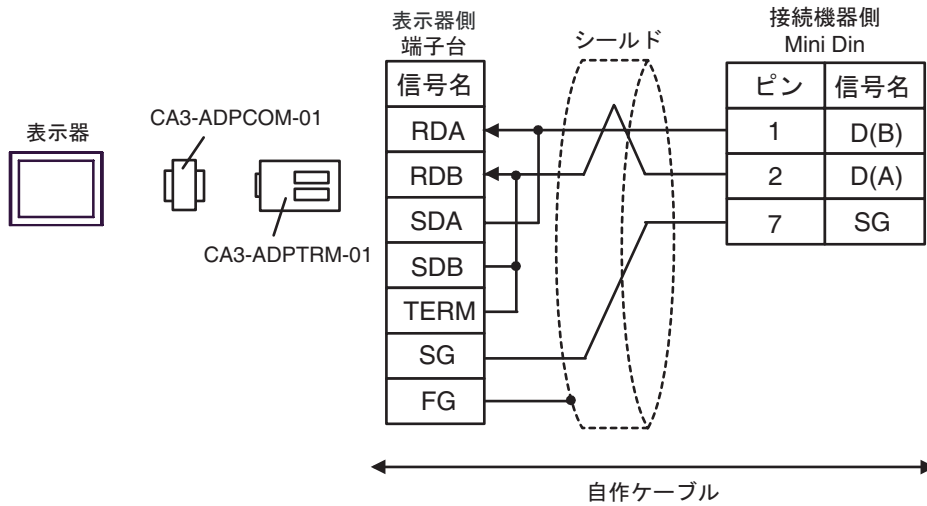 表示器
CA3-ADPCOM-01
CA3-ADPTRM-01
表示器側
端子台
信号名
RDA
RDB
SDA
SDB
TERM
SG
FG
シールド
接続機器側
Mini Din
ピン 信号名
1 D(B)
2 D(A)
7 SG
自作ケーブル